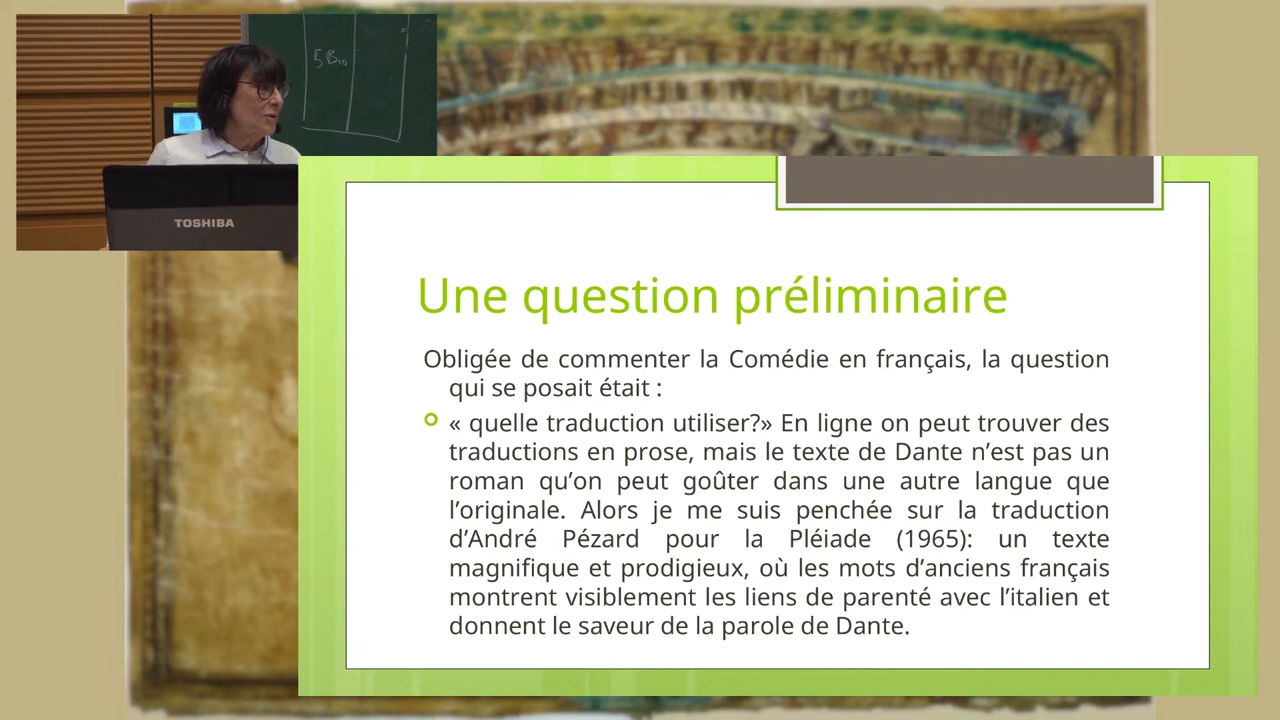 5 Bio
TOSHIBA
Une question préliminaire
Obligée de commenter la Comédie en français, la question
qui se posait était :
« quelle traduction utiliser?» En ligne on peut trouver des
traductions en prose, mais le texte de Dante n’est pas un
roman qu’on peut goûter dans une autre langue que
l’originale. Alors je me suis penchée sur la traduction
d’André Pézard pour la Pléiade (1965): un texte
magnifique et prodigieux, où les mots d’anciens français
montrent visiblement les liens de parenté avec l’italien et
donnent le saveur de la parole de Dante.